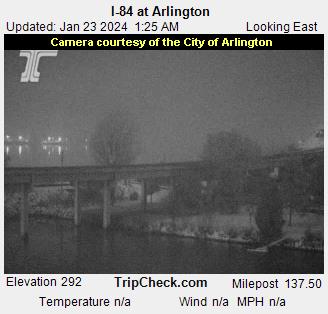 I-84 at Arlington
Updated: Jan 23 2024 1:25 AM Looking East
Camera courtesy of the City of Arlington
Elevation 292 TripCheck.com Milepost 137.50
Temperature n/a Wind n/a MPH n/a